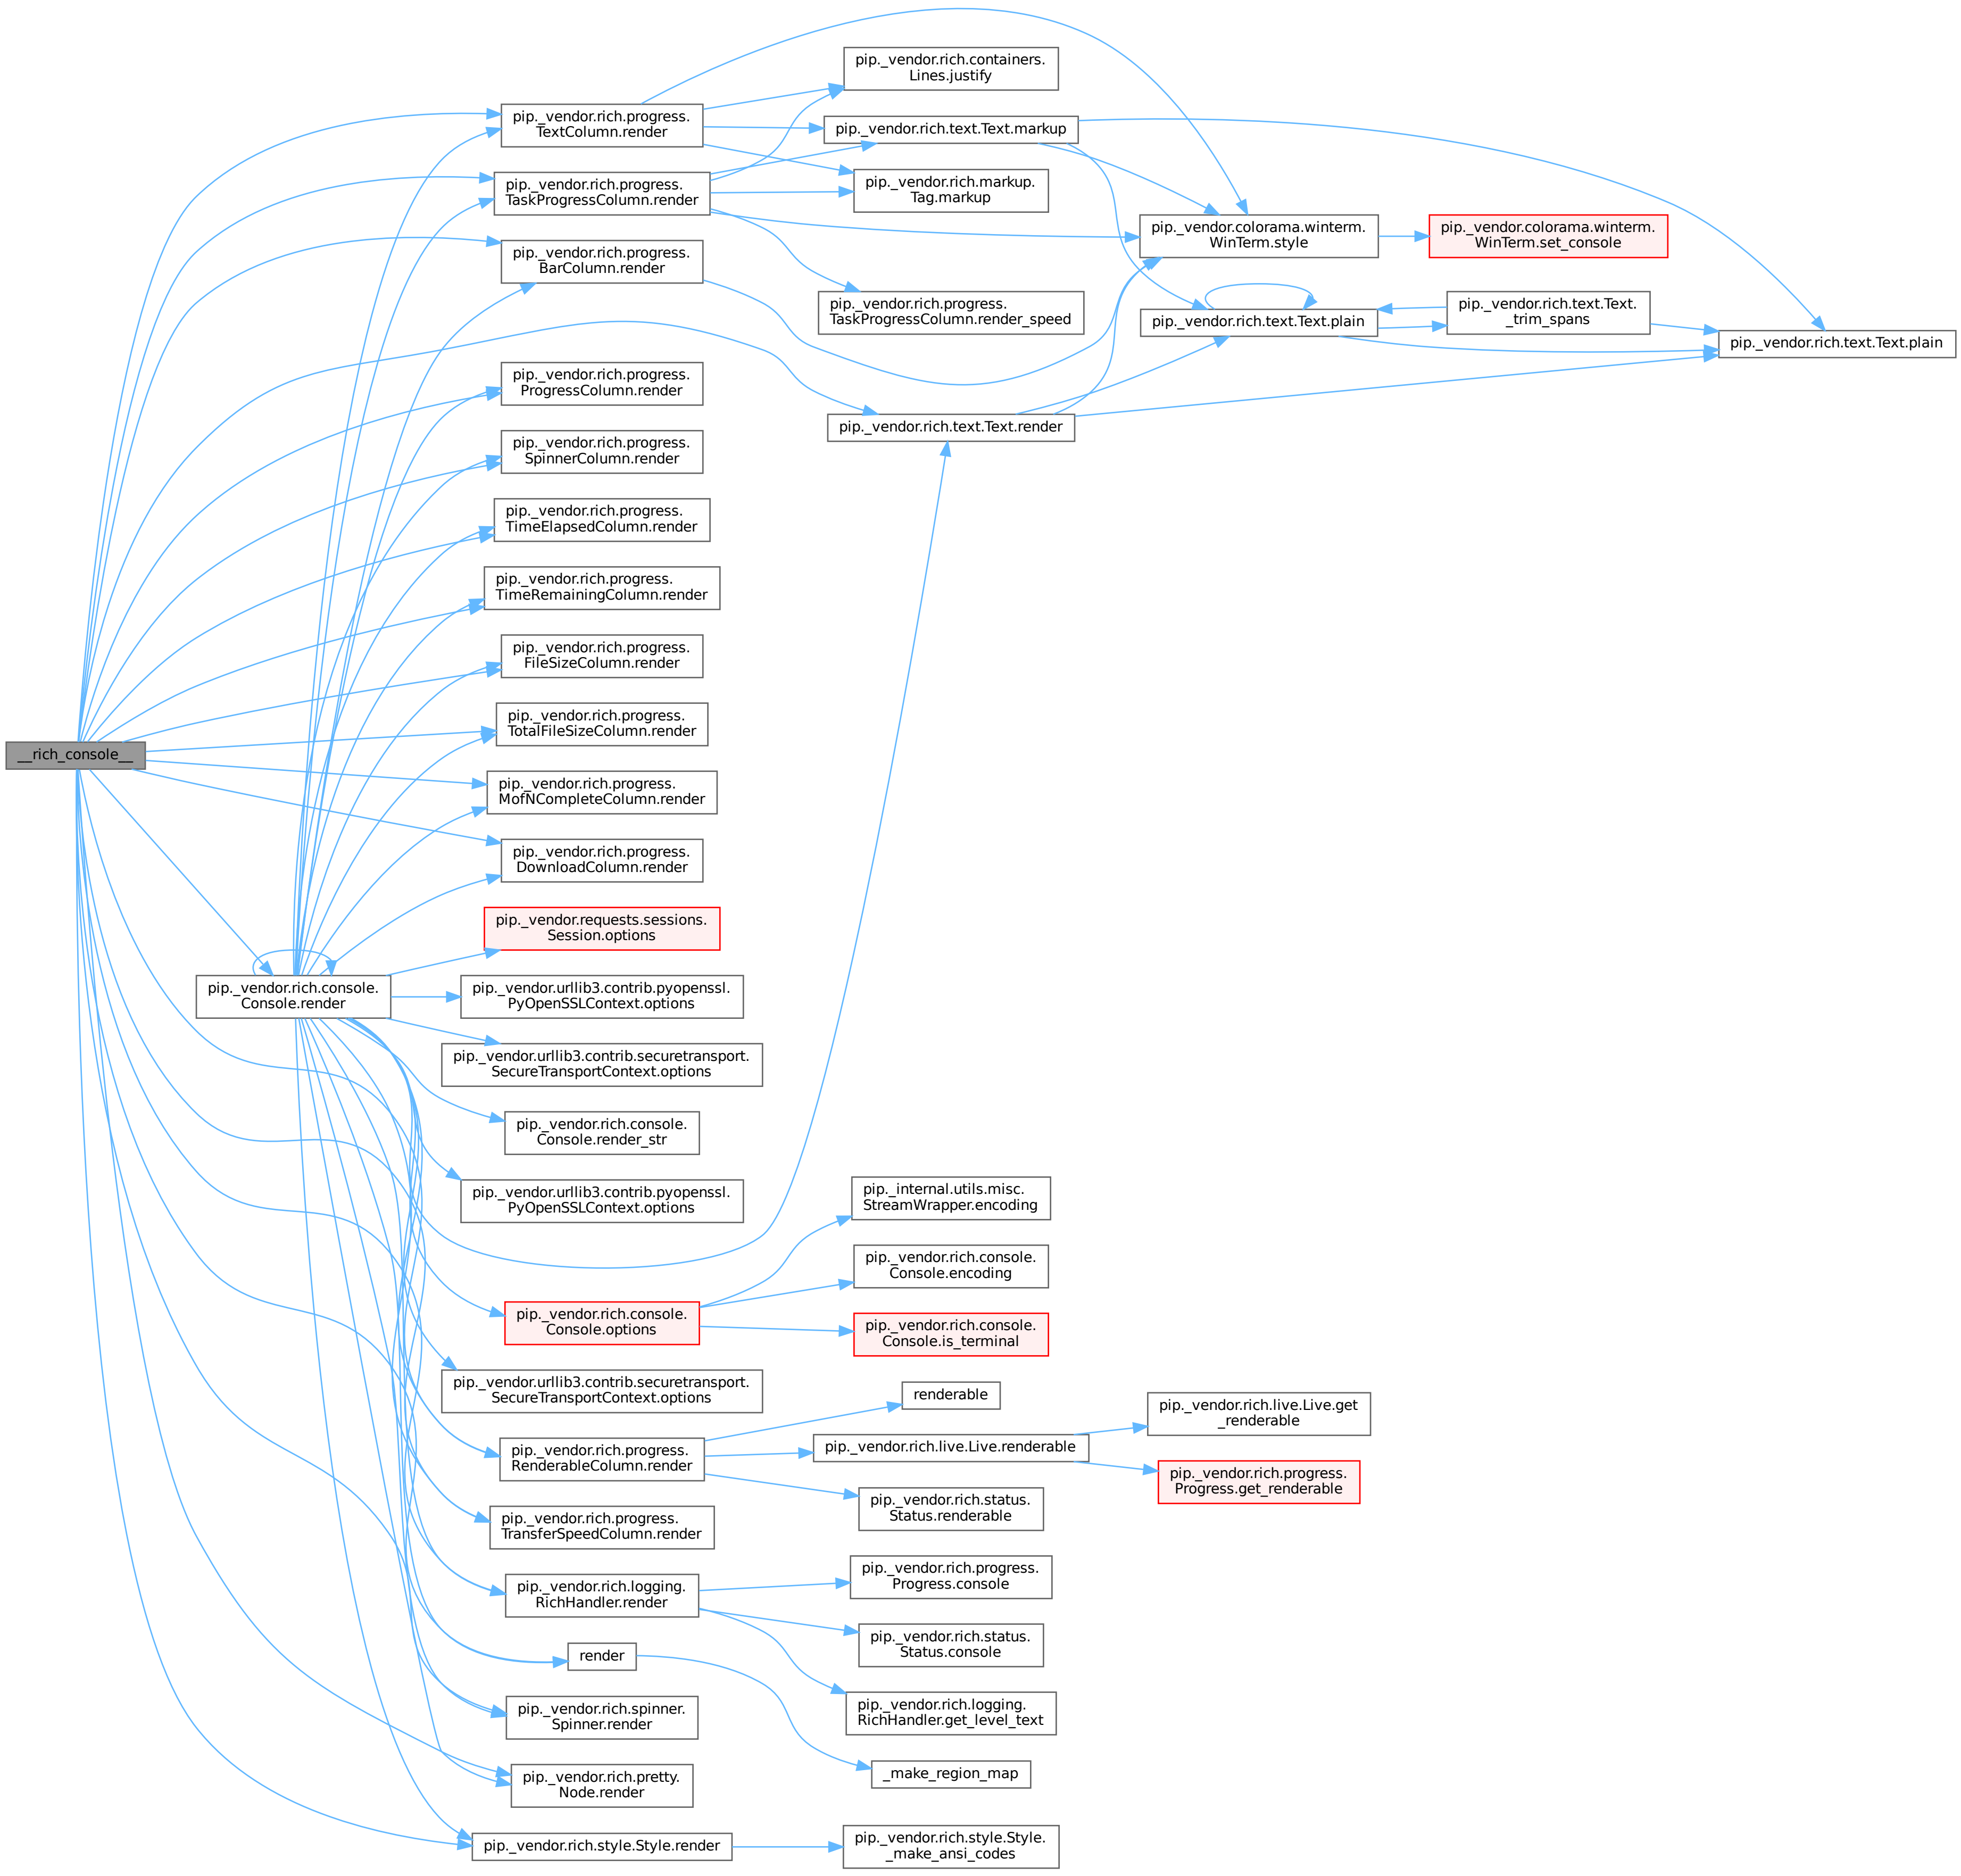 __rich_console__
pip._vendor.rich.progress.
TextColumn.render
pip._vendor.rich.progress.
TaskProgressColumn.render
pip._vendor.rich.progress.
BarColumn.render
pip._vendor.rich.progress.
ProgressColumn.render
pip._vendor.rich.progress.
SpinnerColumn.render
pip._vendor.rich.progress.
TimeElapsedColumn.render
pip._vendor.rich.progress.
TimeRemainingColumn.render
pip._vendor.rich.progress.
FileSizeColumn.render
pip._vendor.rich.progress.
TotalFileSizeColumn.render
pip._vendor.rich.progress.
MofNCompleteColumn.render
pip._vendor.rich.progress.
DownloadColumn.render
pip._vendor.requests.sessions.
Session.options
pip._vendor.rich.console.
Console.render
pip._vendor.urllib3.contrib.pyopenssl.
PyOpenSSLContext.options
pip._vendor.urllib3.contrib.securetransport.
SecureTransportContext.options
pip._vendor.rich.console.
Console.render_str
pip._vendor.urllib3.contrib.pyopenssl.
PyOpenSSLContext.options
pip._vendor.rich.console.
Console.options
pip._vendor.urllib3.contrib.securetransport.
SecureTransportContext.options
pip._vendor.rich.progress.
RenderableColumn.render
pip._vendor.rich.progress.
TransferSpeedColumn.render
pip._vendor.rich.logging.
RichHandler.render
render
pip._vendor.rich.spinner.
Spinner.render
pip._vendor.rich.pretty.
Node.render
pip._vendor.rich.style.Style.render
pip._vendor.rich.containers.
Lines.justify
pip._vendor.rich.text.Text.markup
pip._vendor.rich.markup.
Tag.markup
pip._vendor.rich.progress.
TaskProgressColumn.render_speed
pip._vendor.rich.text.Text.render
pip._internal.utils.misc.
StreamWrapper.encoding
pip._vendor.rich.console.
Console.encoding
pip._vendor.rich.console.
Console.is_terminal
renderable
pip._vendor.rich.live.Live.renderable
pip._vendor.rich.status.
Status.renderable
pip._vendor.rich.progress.
Progress.console
pip._vendor.rich.status.
Status.console
pip._vendor.rich.logging.
RichHandler.get_level_text
_make_region_map
pip._vendor.rich.style.Style.
_make_ansi_codes
pip._vendor.colorama.winterm.
WinTerm.style
pip._vendor.rich.text.Text.plain
pip._vendor.rich.live.Live.get
_renderable
pip._vendor.rich.progress.
Progress.get_renderable
pip._vendor.colorama.winterm.
WinTerm.set_console
pip._vendor.rich.text.Text.
_trim_spans
pip._vendor.rich.text.Text.plain